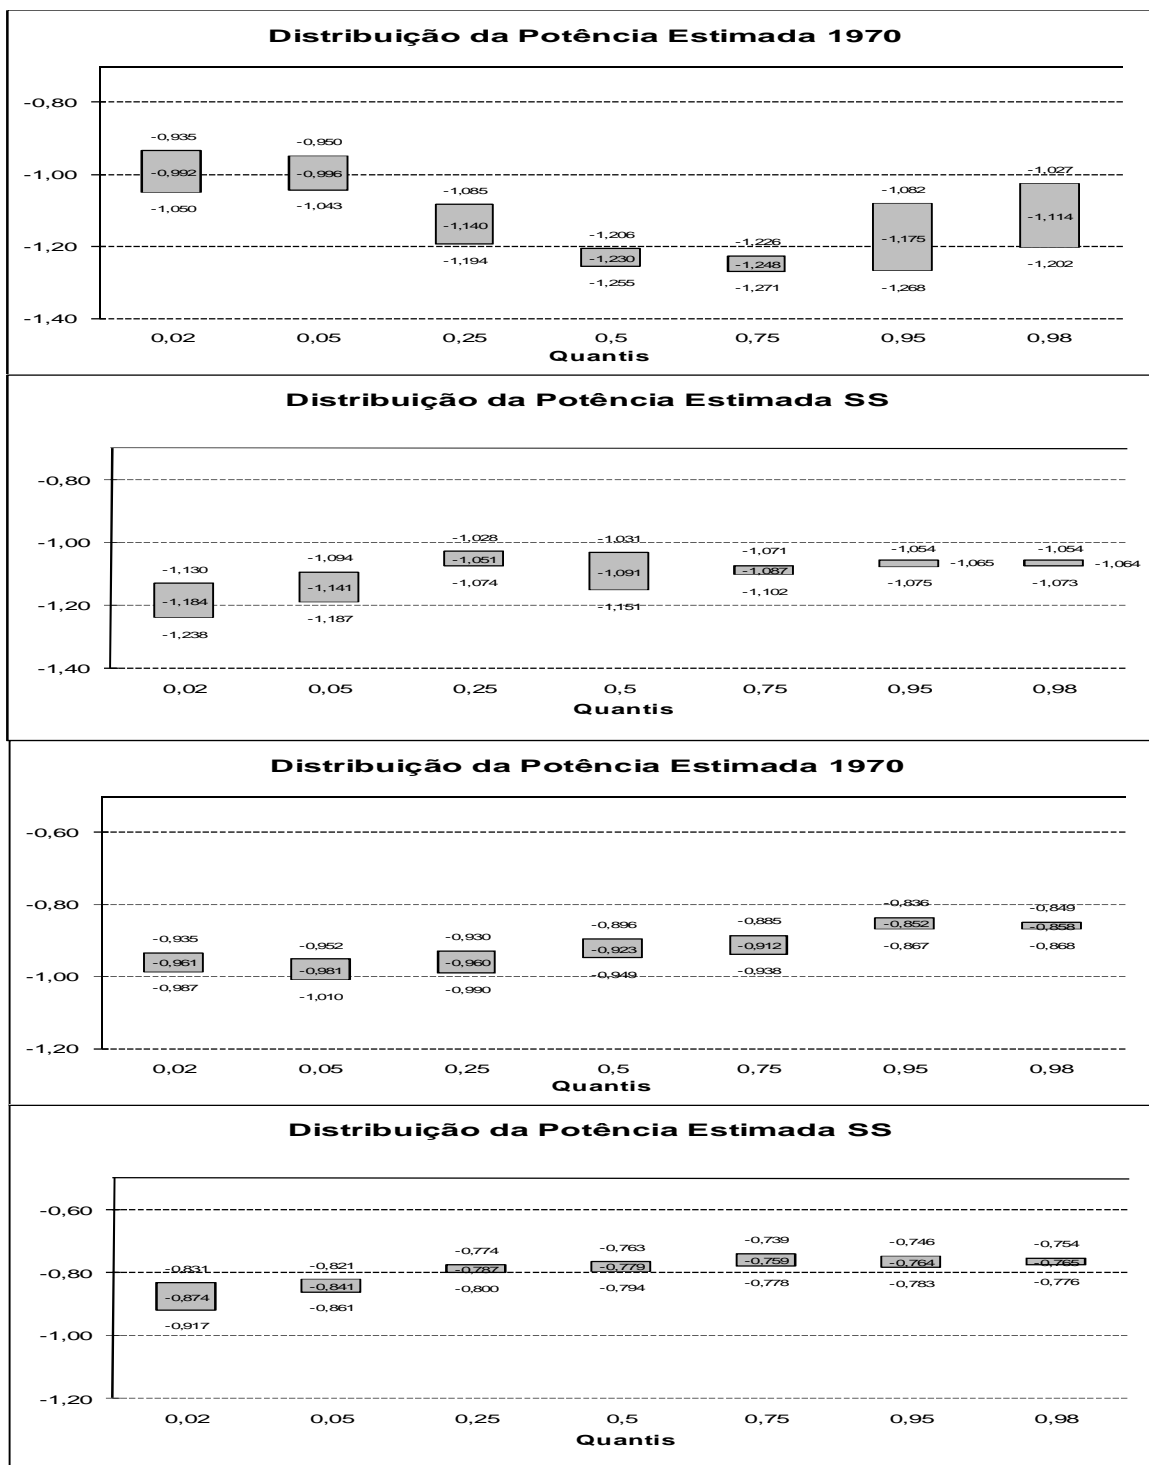 Distribuição da Potência Estimada 1970
-0,80
-0,935 -0,950 -1,027
-1,00 -0,992 -0,996 -1,085 -1,082
-1,050 -1,043 -1,140 -1,206 -1,226 -1,175 -1,114
-1,20 -1,194 -1,230 -1,248 -1,202
-1,255 -1,271 -1,268
-1,40
0,02 0,05 0,25 0,5 0,75 0,95 0,98
Quantis
Distribuição da Potência Estimada SS
-0,80
-1,00 -1,028 -1,031
-1,130 -1,094 -1,051 -1,071 -1,054 -1,054
-1,184 -1,141 -1,074 -1,091 -1,087 -1,065 -1,064
-1,20 -1,187 -1,151 -1,102 -1,075 -1,073
-1,238
-1,40
0,02 0,05 0,25 0,5 0,75 0,95 0,98
Quantis
Distribuição da Potência Estimada 1970
-0,60
-0,80 -0,836 -0,849
-0,935 -0,952 -0,930 -0,896 -0,885 -0,852 -0,858
-0,961 -0,981 -0,960 -0,923 -0,912 -0,867 -0,868
-1,00 -0,987 -1,010 -0,990 -0,949 -0,938
-1,20
0,02 0,05 0,25 0,5 0,75 0,95 0,98
Quantis
Distribuição da Potência Estimada SS
-0,60
-0,831 -0,821 -0,774 -0,763 -0,739 -0,746 -0,754
-0,80 -0,874 -0,841 -0,787 -0,779 -0,759 -0,764 -0,765
-0,917 -0,861 -0,800 -0,794 -0,778 -0,783 -0,776
-1,00
-1,20
0,02 0,05 0,25 0,5 0,75 0,95 0,98
Quantis